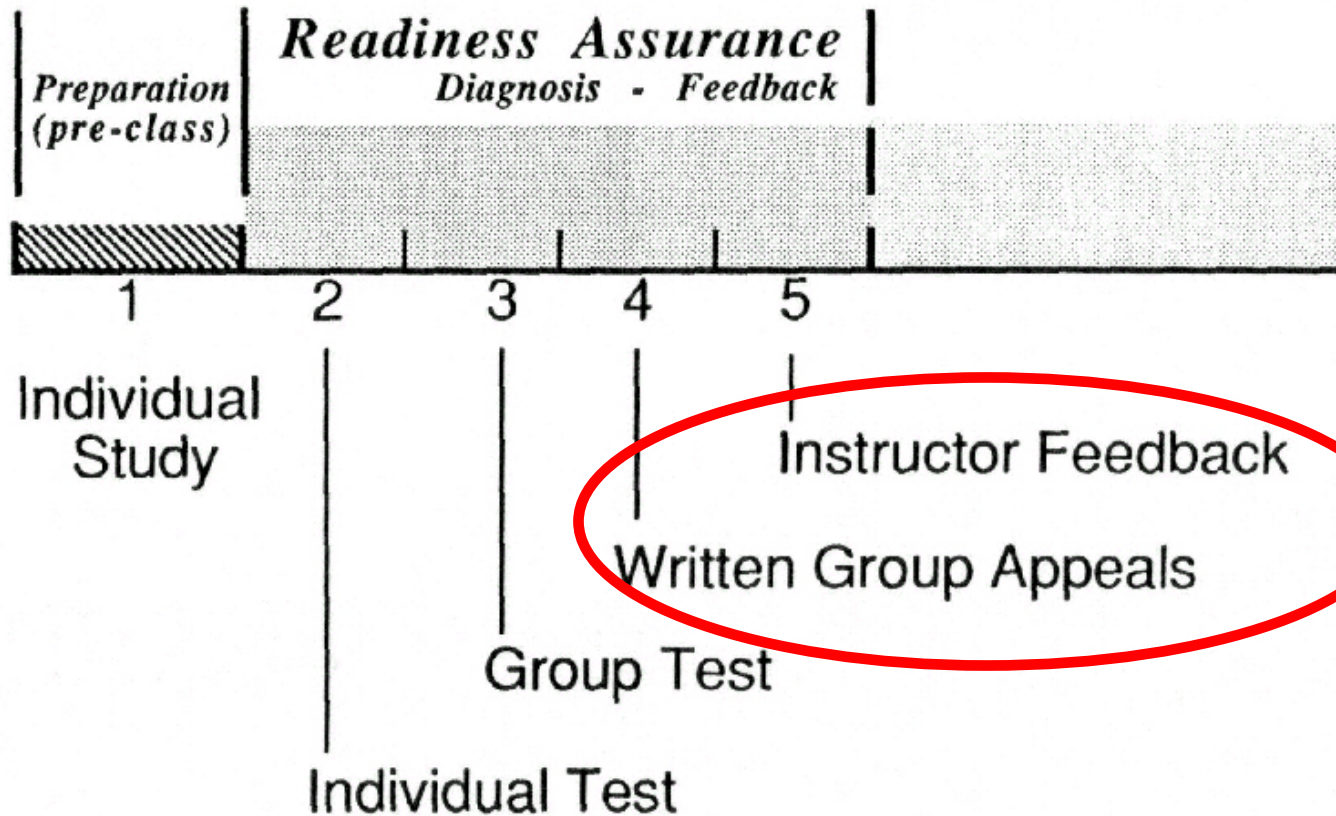 Readiness Assurance
Diagnosis - Feedback
Preparation
(pre-class)
1 2 3 4 5
Individual
Study
Instructor Feedback
Written Group Appeals
Group Test
Individual Test